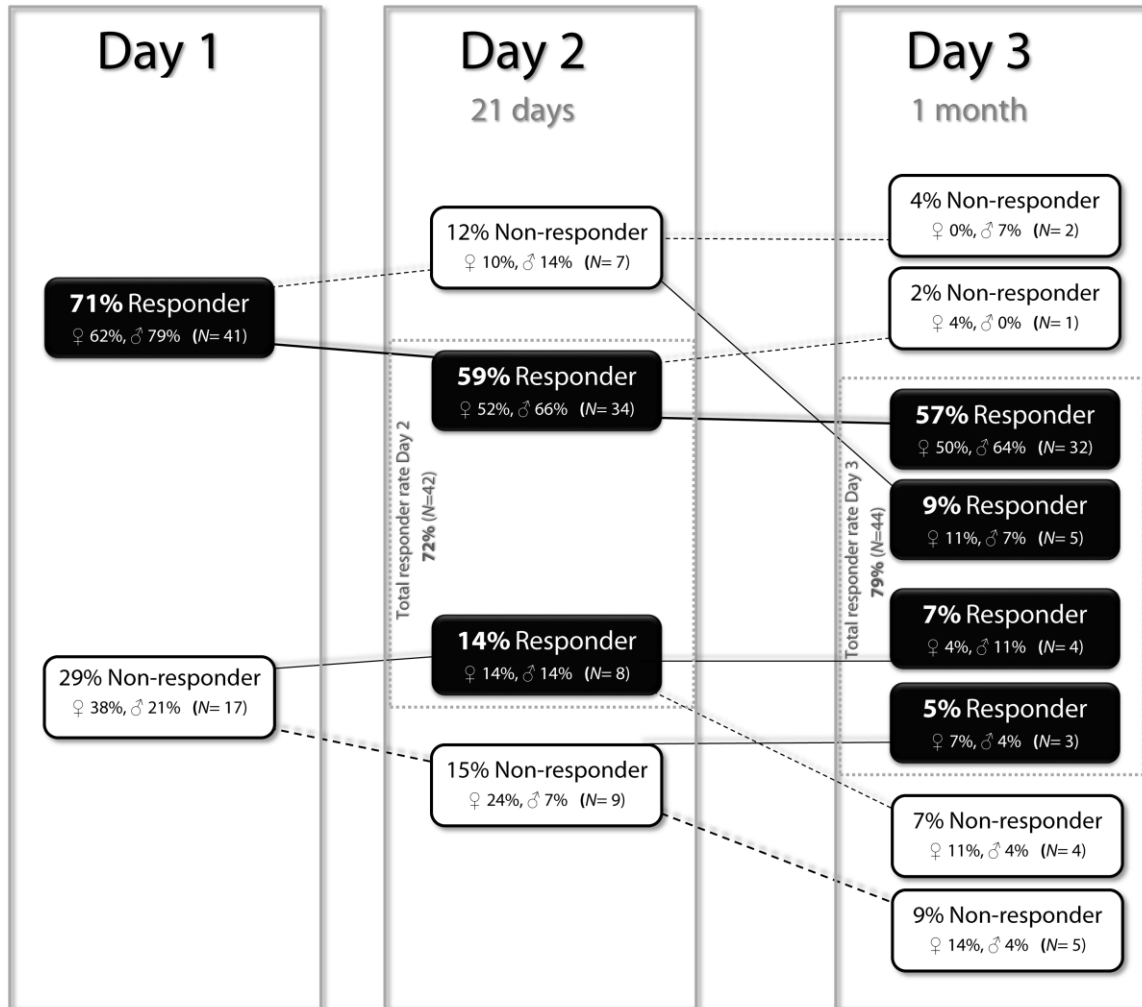 Day 1
71% Responder
♀ 62%, ♂ 79% (N= 41)
29% Non-responder
♀ 38%, ♂ 21% (N= 17)
Day 2
21 days
12% Non-responder
♀ 10%, ♂ 14% (N= 7)
59% Responder
♀ 52%, ♂ 66% (N= 34)
Total responder rate Day 2
72% (N=42)
14% Responder
♀ 14%, ♂ 14% (N= 8)
15% Non-responder
♀ 24%, ♂ 7% (N= 9)
Day 3
1 month
4% Non-responder
♀ 0%, ♂ 7% (N= 2)
2% Non-responder
♀ 4%, ♂ 0% (N= 1)
57% Responder
♀ 50%, ♂ 64% (N= 32)
9% Responder
♀ 11%, ♂ 7% (N= 5)
Total responder rate Day 3
79% (N=44)
7% Responder
♀ 4%, ♂ 11% (N= 4)
5% Responder
♀ 7%, ♂ 4% (N= 3)
7% Non-responder
♀ 11%, ♂ 4% (N= 4)
9% Non-responder
♀ 14%, ♂ 4% (N= 5)